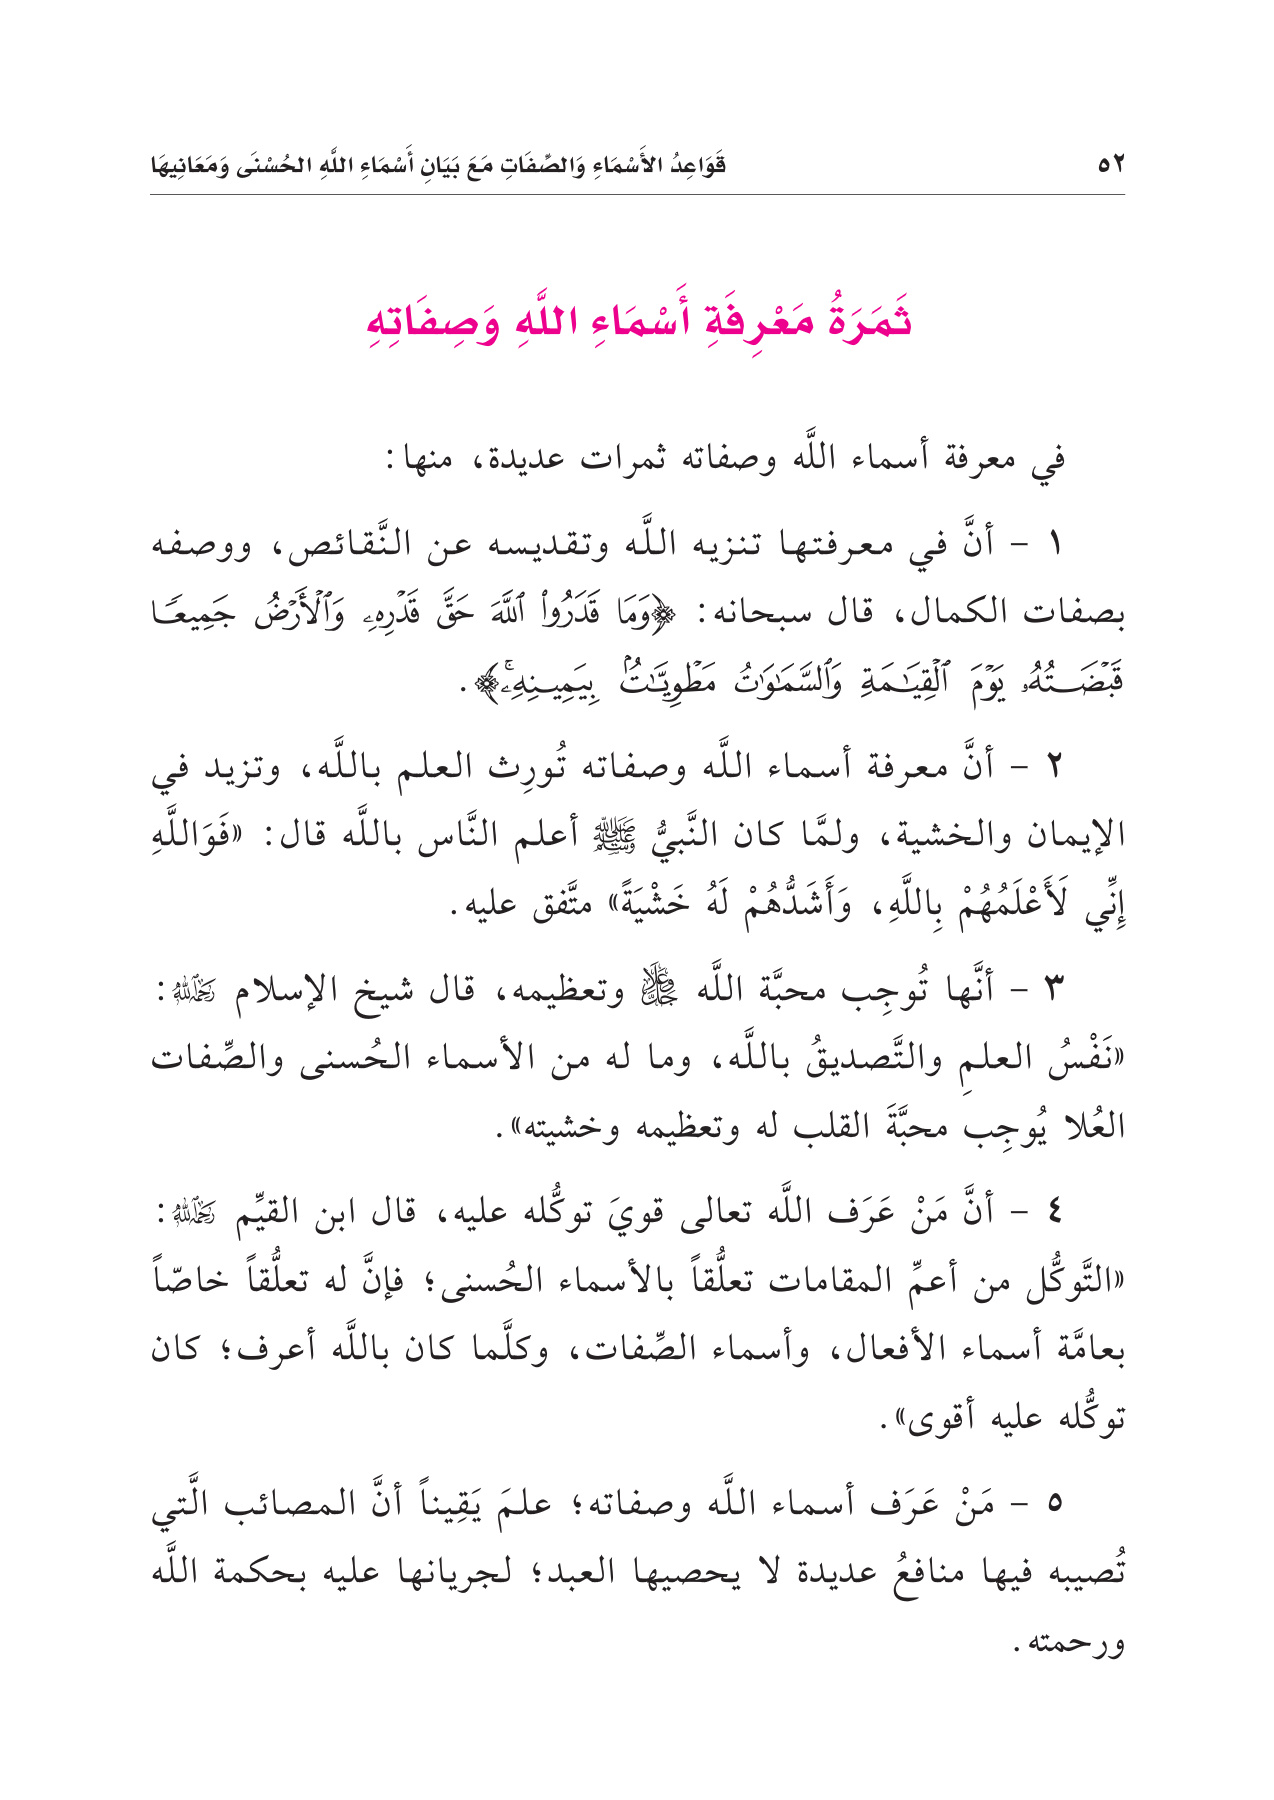 ٥٢ قَوَاعِدُ الأَسْمَاءِ وَالصِّفَاتِ مَعَ بَيَانِ أَسْمَاءِ اللَّهِ الحُسْنَى وَمَعَانِيهَا
ثَمَرَةُ مَعْرِفَةِ أَسْمَاءِ اللَّهِ وَصِفَاتِهِ
في معرفة أسماء اللَّه وصفاته ثمرات عديدة، منها:
١ - أنَّ في معرفتها تنزيه اللَّه وتقديسه عن النَّقائص، ووصفه
بصفات الكمال، قال سبحانه: ﴿وَمَا قَدَرُوا۟ ٱللَّهَ حَقَّ قَدْرِهِۦ وَٱلْأَرْضُ جَمِيعًا
قَبْضَتُهُۥ يَوْمَ ٱلْقِيَٰمَةِ وَٱلسَّمَٰوَٰتُ مَطْوِيَّٰتٌۢ بِيَمِينِهِۦۚ﴾.
٢ - أنَّ معرفة أسماء اللَّه وصفاته تُورِث العلم باللَّه، وتزيد في
الإيمان والخشية، ولمَّا كان النَّبيُّ ﷺ أعلم النَّاس باللَّه قال: «فَوَاللَّهِ
إِنِّي لَأَعْلَمُهُمْ بِاللَّهِ، وَأَشَدُّهُمْ لَهُ خَشْيَةً» متَّفق عليه.
٣ - أنَّها تُوجِب محبَّة اللَّه جَلَّ وَعَلَا وتعظيمه، قال شيخ الإسلام رَحِمَهُ اللَّهُ:
«نَفْسُ العلمِ والتَّصديقُ باللَّه، وما له من الأسماء الحُسنى والصِّفات
العُلا يُوجِب محبَّةَ القلب له وتعظيمه وخشيته».
٤ - أنَّ مَنْ عَرَف اللَّه تعالى قويَ توكُّله عليه، قال ابن القيِّم رَحِمَهُ اللَّهُ:
«التَّوكُّل من أعمِّ المقامات تعلُّقاً بالأسماء الحُسنى؛ فإنَّ له تعلُّقاً خاصّاً
بعامَّة أسماء الأفعال، وأسماء الصِّفات، وكلَّما كان باللَّه أعرف؛ كان
توكُّله عليه أقوى».
٥ - مَنْ عَرَف أسماء اللَّه وصفاته؛ علمَ يَقِيناً أنَّ المصائب الَّتي
تُصيبه فيها منافعُ عديدة لا يحصيها العبد؛ لجريانها عليه بحكمة اللَّه
ورحمته.